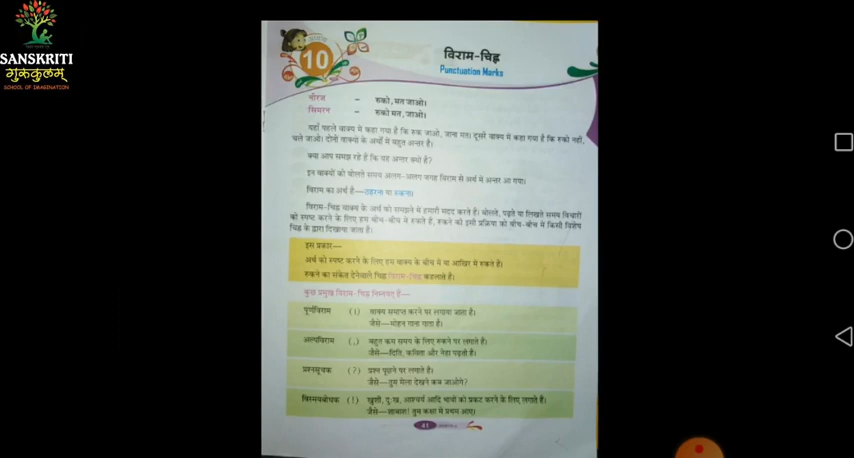 SANSKRITI
गुरुकुलम्
SCHOOL OF IMAGINATION
10
विराम-चिह्न
Punctuation Marks
नीरज – रुको, मत जाओ।
सिमरन – रुको मत, जाओ।
यहाँ पहले वाक्य में कहा गया है कि रुक जाओ, जाना मत। दूसरे वाक्य में कहा गया है कि रुको नहीं,
चले जाओ। दोनों वाक्यों के अर्थों में बहुत अन्तर है।
क्या आप समझ रहे हैं कि यह अन्तर क्यों है?
इन वाक्यों को बोलते समय अलग-अलग जगह विराम से अर्थ में अन्तर आ गया।
विराम का अर्थ है—ठहरना या रुकना।
विराम-चिह्न वाक्य के अर्थ को समझने में हमारी मदद करते हैं। बोलते, पढ़ते या लिखते समय विचारों
को स्पष्ट करने के लिए हम बीच-बीच में रुकते हैं, रुकने की इसी प्रक्रिया को बीच-बीच में किसी विशेष
चिह्न के द्वारा दिखाया जाता है।
इस प्रकार—
अर्थ को स्पष्ट करने के लिए हम वाक्य के बीच में या आखिर में रुकते हैं।
रुकने का संकेत देनेवाले चिह्न विराम-चिह्न कहलाते हैं।
कुछ प्रमुख विराम-चिह्न निम्नवत् हैं—
पूर्णविराम (।) वाक्य समाप्त करने पर लगाया जाता है।
जैसे—मोहन गाना गाता है।
अल्पविराम (,) बहुत कम समय के लिए रुकने पर लगाते हैं।
जैसे—दिति, कविता और नेहा पढ़ती हैं।
प्रश्नसूचक (?) प्रश्न पूछने पर लगाते हैं।
जैसे—तुम मेला देखने कब जाओगे?
विस्मयबोधक (!) खुशी, दुःख, आश्चर्य आदि भावों को प्रकट करने के लिए लगाते हैं।
जैसे—शाबाश! तुम कक्षा में प्रथम आए।
41